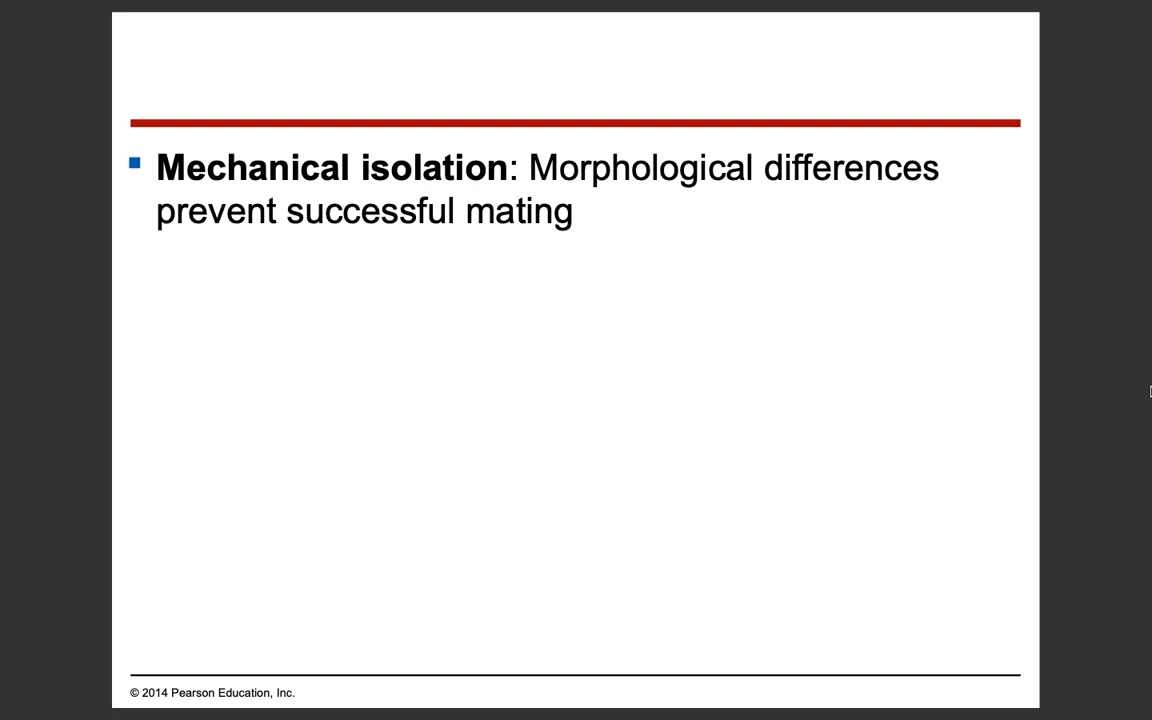 Mechanical isolation: Morphological differences
prevent successful mating
© 2014 Pearson Education, Inc.